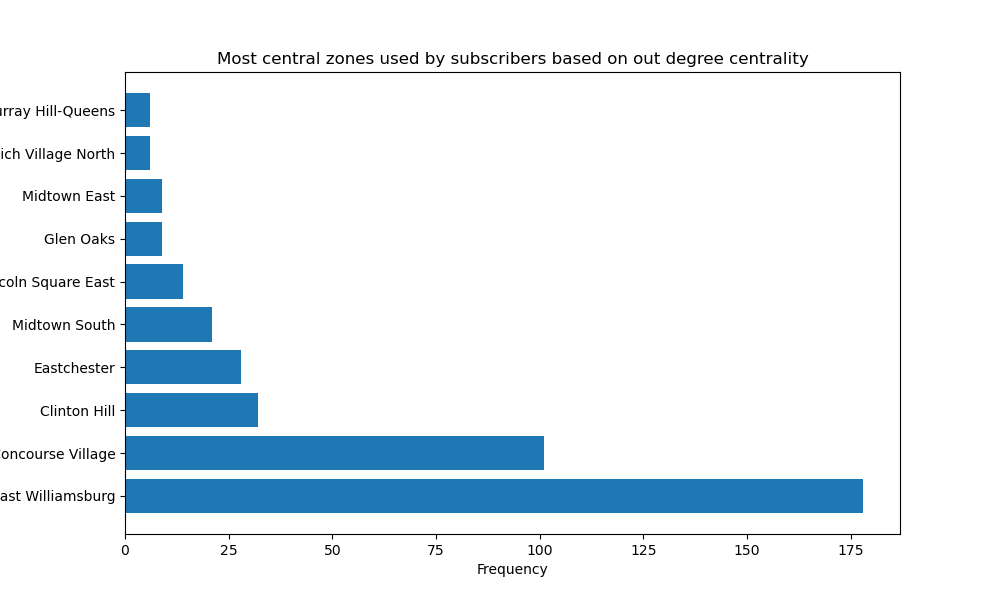 Most central zones used by subscribers based on out degree centrality
urray Hill-Queens
ich Village North
Midtown East
Glen Oaks
coln Square East
Midtown South
Eastchester
Clinton Hill
Concourse Village
ast Williamsburg
0 25 50 75 100 125 150 175
Frequency